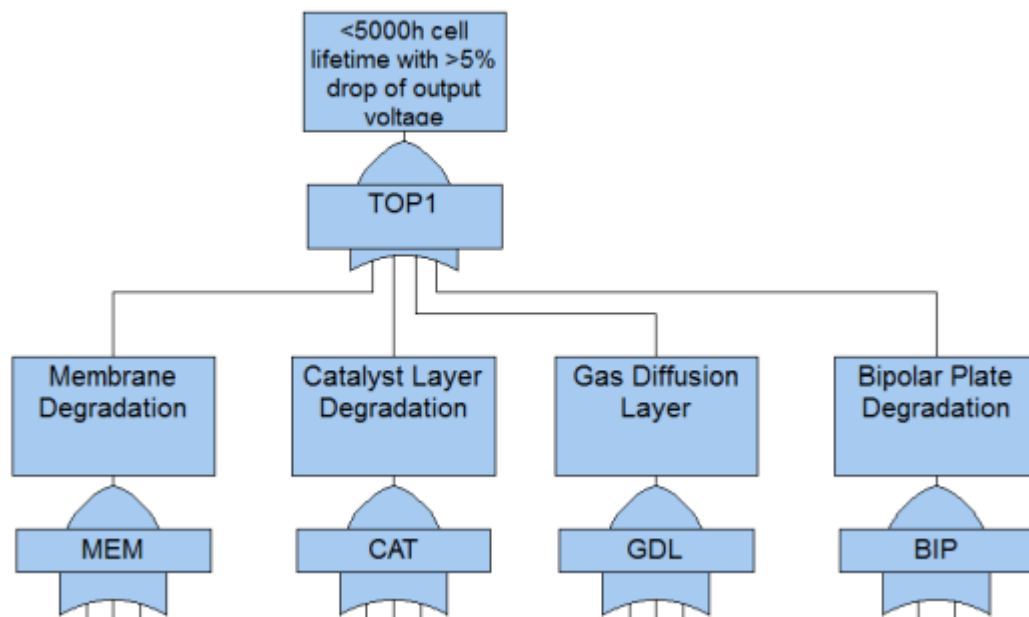 <5000h cell
lifetime with >5%
drop of output
voltage
TOP1
Membrane
Degradation
Catalyst Layer
Degradation
Gas Diffusion
Layer
Bipolar Plate
Degradation
MEM
CAT
GDL
BIP